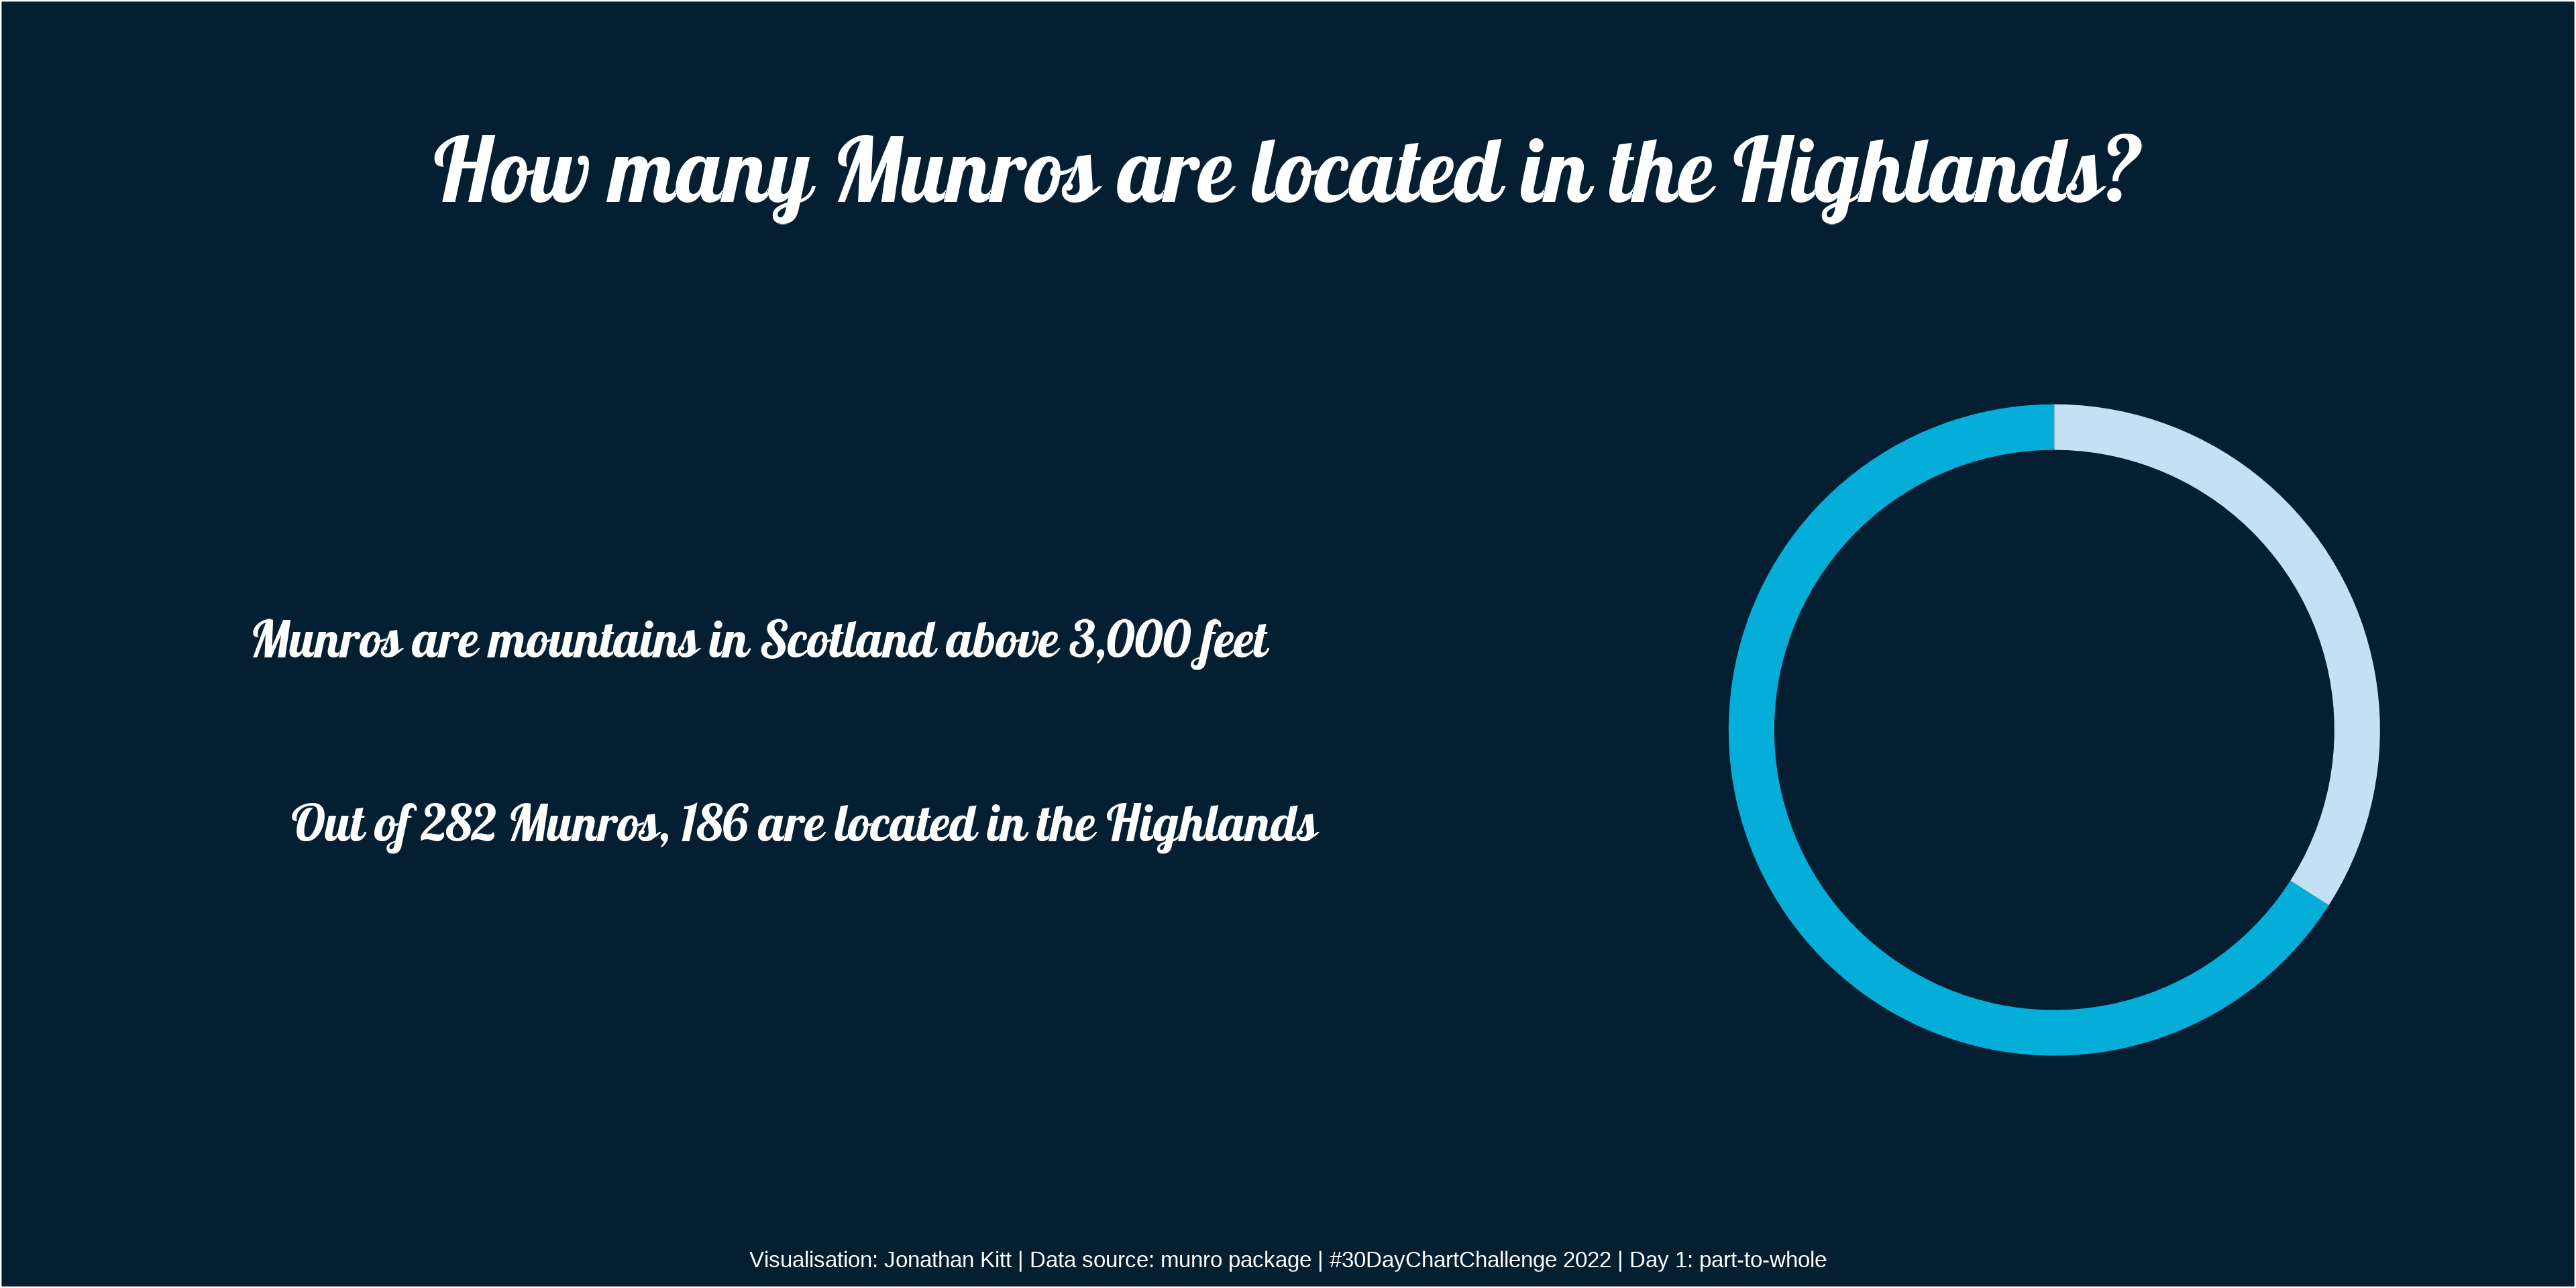 How many Munros are located in the Highlands?
Munros are mountains in Scotland above 3,000 feet
Out of 282 Munros, 186 are located in the Highlands
Visualisation: Jonathan Kitt | Data source: munro package | #30DayChartChallenge 2022 | Day 1: part-to-whole